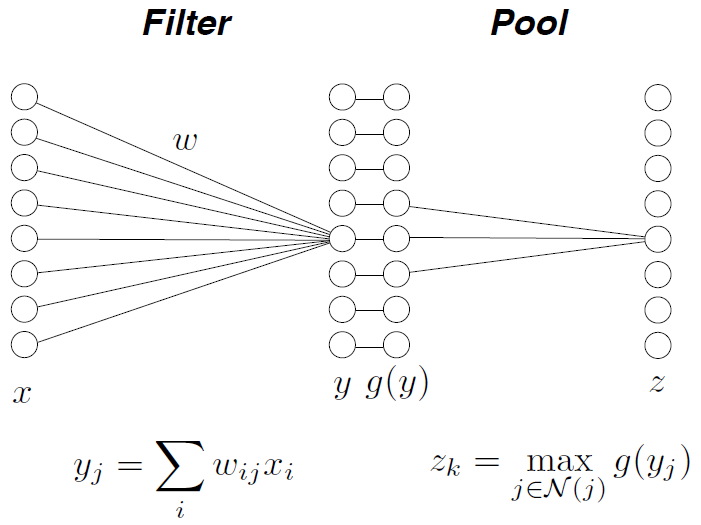 Filter Pool
w
x y g(y) z
y_j = \sum_i w_{ij} x_i z_k = \max_{j \in \mathcal{N}(j)} g(y_j)